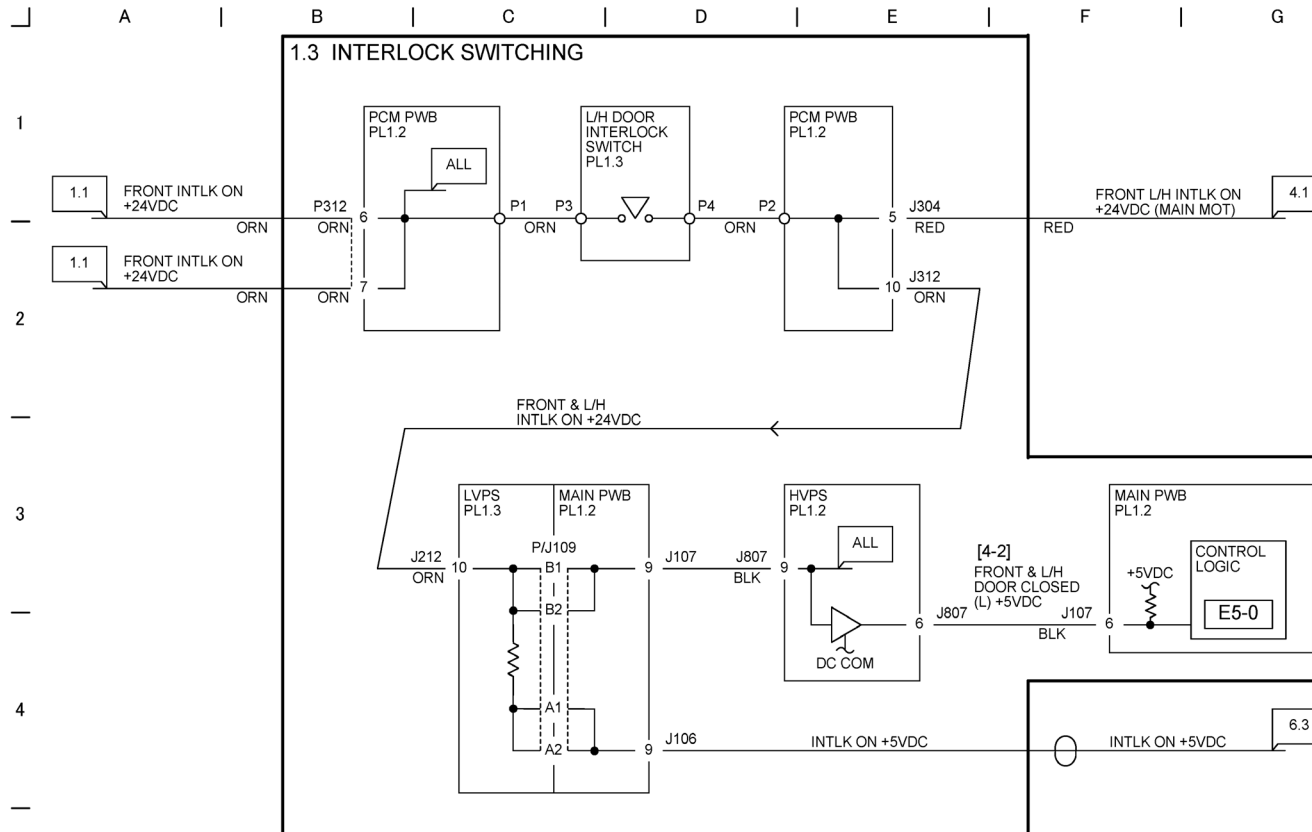 A B C D E F G
1.3 INTERLOCK SWITCHING
1
PCM PWB
PL1.2
ALL
L/H DOOR
INTERLOCK
SWITCH
PL1.3
PCM PWB
PL1.2
1.1
FRONT INTLK ON
+24VDC
ORN
P312
ORN
6
P1
ORN
P3
P4
ORN
P2
5
J304
RED
FRONT L/H INTLK ON
+24VDC (MAIN MOT)
RED
4.1
1.1
FRONT INTLK ON
+24VDC
ORN
ORN
7
10
J312
ORN
2
FRONT & L/H
INTLK ON +24VDC
3
LVPS
PL1.3
MAIN PWB
PL1.2
HVPS
PL1.2
ALL
MAIN PWB
PL1.2
CONTROL
LOGIC
E5-0
J212
ORN
10
P/J109
B1
B2
9
J107
J807
BLK
9
[4-2]
FRONT & L/H
DOOR CLOSED
(L) +5VDC
+5VDC
DC COM
6
J807
J107
BLK
6
4
A1
A2
9
J106
INTLK ON +5VDC
INTLK ON +5VDC
6.3